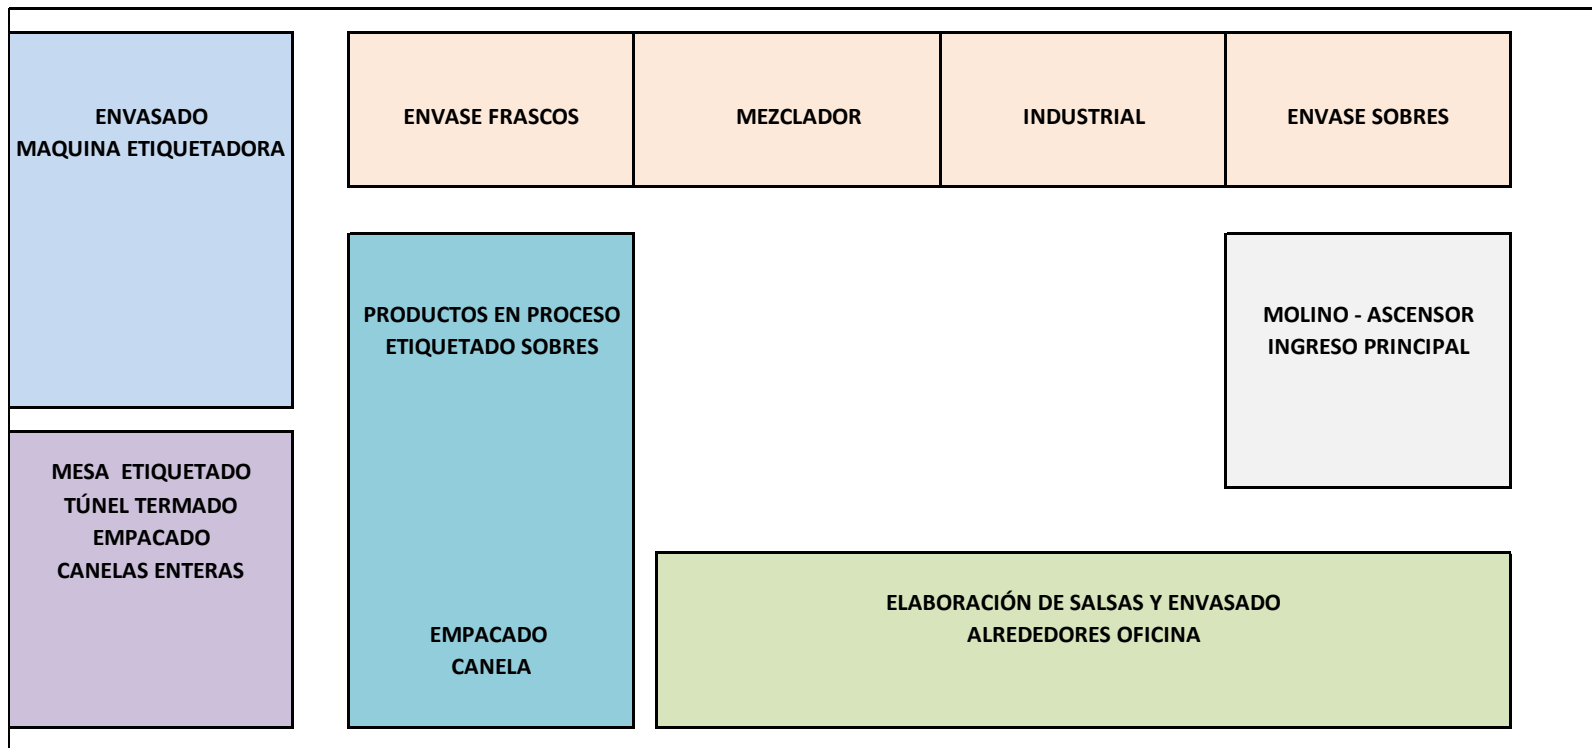 ENVASADO
MAQUINA ETIQUETADORA
ENVASE FRASCOS
MEZCLADOR
INDUSTRIAL
ENVASE SOBRES
PRODUCTOS EN PROCESO
ETIQUETADO SOBRES
MOLINO - ASCENSOR
INGRESO PRINCIPAL
MESA  ETIQUETADO
TÚNEL TERMADO
EMPACADO
CANELAS ENTERAS
EMPACADO
CANELA
ELABORACIÓN DE SALSAS Y ENVASADO
ALREDEDORES OFICINA